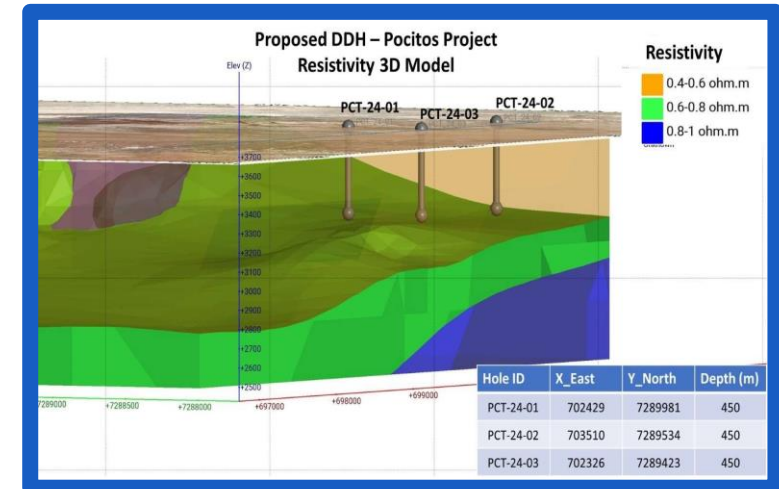 Proposed DDH – Pocitos Project
Resistivity 3D Model
Resistivity
0.4-0.6 ohm.m
0.6-0.8 ohm.m
0.8-1 ohm.m
Elev (Z)
PCT-24-01
PCT-24-03
PCT-24-02
+3700
+3600
+3500
+3400
+3300
+3200
+3100
+3000
+2900
+2800
+2700
+2600
+2500
7289000
+7288500
+7288000
+697000
+698000
+699000
Hole ID X_East Y_North Depth (m)
PCT-24-01 702429 7289981 450
PCT-24-02 703510 7289534 450
PCT-24-03 702326 7289423 450